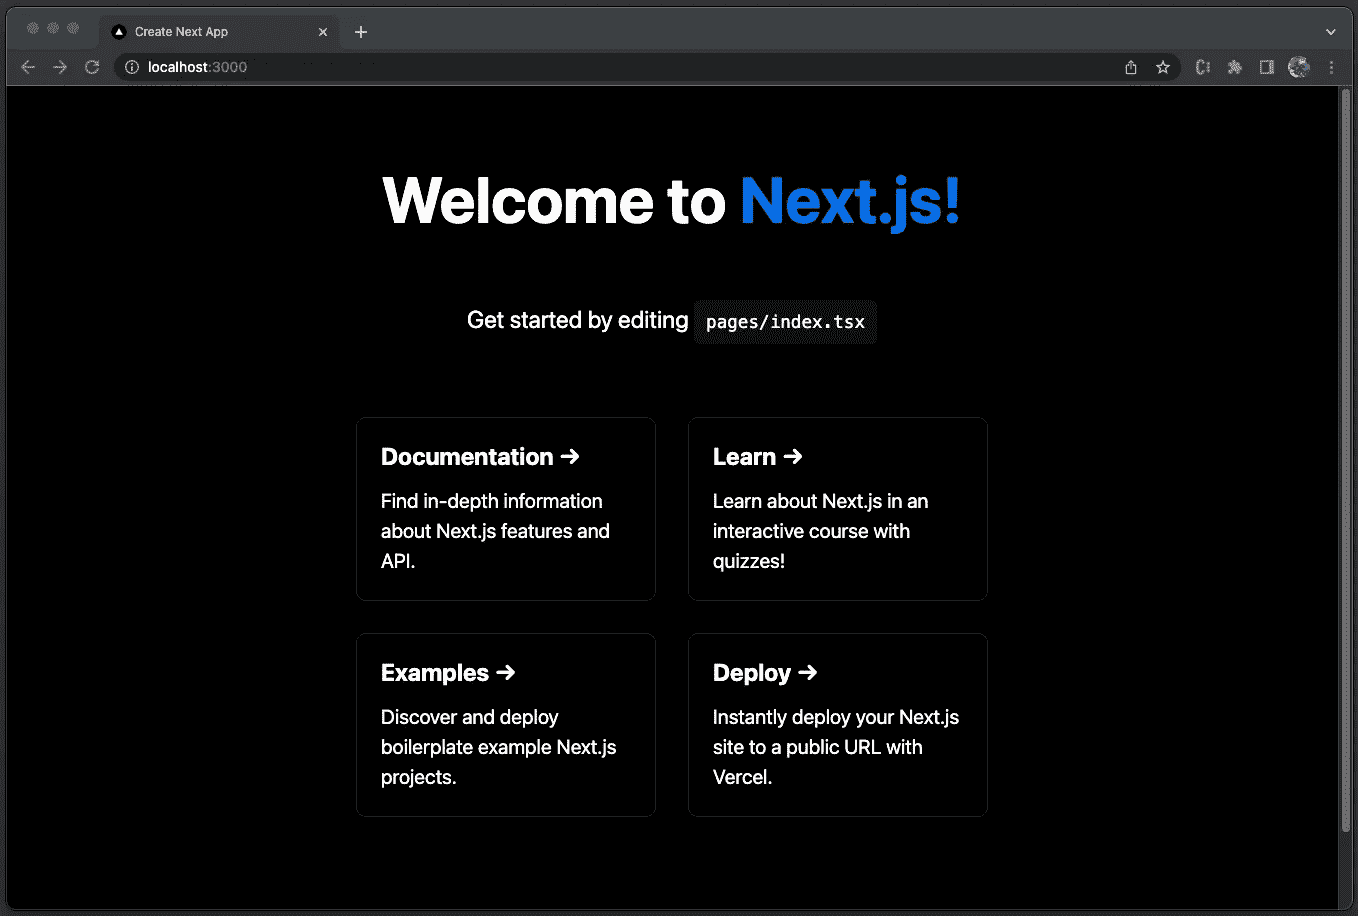 Create Next App
localhost:3000
Welcome to Next.js!
Get started by editing pages/index.tsx
Documentation →
Find in-depth information
about Next.js features and
API.
Learn →
Learn about Next.js in an
interactive course with
quizzes!
Examples →
Discover and deploy
boilerplate example Next.js
projects.
Deploy →
Instantly deploy your Next.js
site to a public URL with
Vercel.